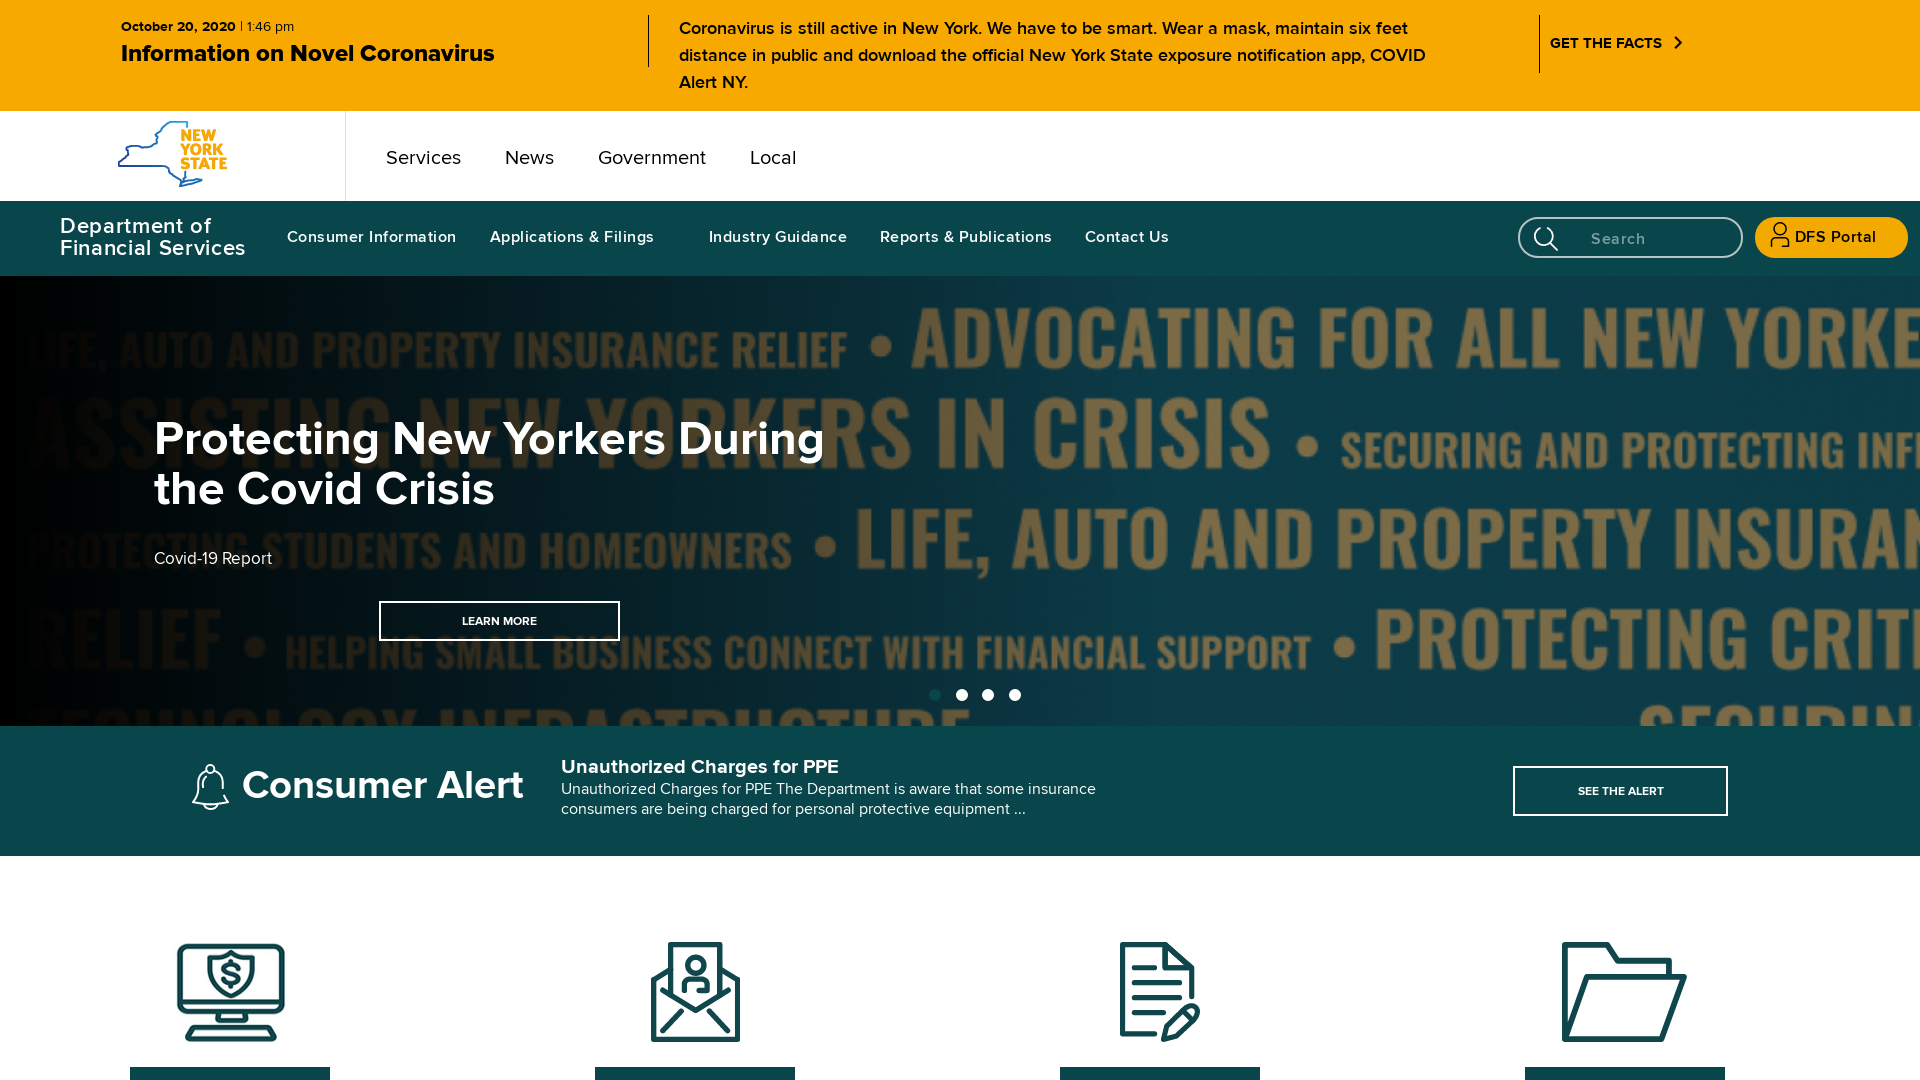 October 20, 2020 | 1:46 pm
Information on Novel Coronavirus
Coronavirus is still active in New York. We have to be smart. Wear a mask, maintain six feet
distance in public and download the official New York State exposure notification app, COVID
Alert NY.
GET THE FACTS
NEW
YORK
STATE
Services
News
Government
Local
Department of
Financial Services
Consumer Information
Applications & Filings
Industry Guidance
Reports & Publications
Contact Us
Search
DFS Portal
LIFE, AUTO AND PROPERTY INSURANCE RELIEF • ADVOCATING FOR ALL NEW YORKE
ASSISTING NEW YORKERS IN CRISIS • SECURING AND PROTECTING INF
Protecting New Yorkers During
the Covid Crisis
PROTECTING STUDENTS AND HOMEOWNERS • LIFE, AUTO AND PROPERTY INSURAN
Covid-19 Report
LEARN MORE
RELIEF • HELPING SMALL BUSINESS CONNECT WITH FINANCIAL SUPPORT • PROTECTING CRIT
TECHNOLOGY INFRASTRUCTURE
SECURING
Consumer Alert
Unauthorized Charges for PPE
Unauthorized Charges for PPE The Department is aware that some insurance
consumers are being charged for personal protective equipment ...
SEE THE ALERT